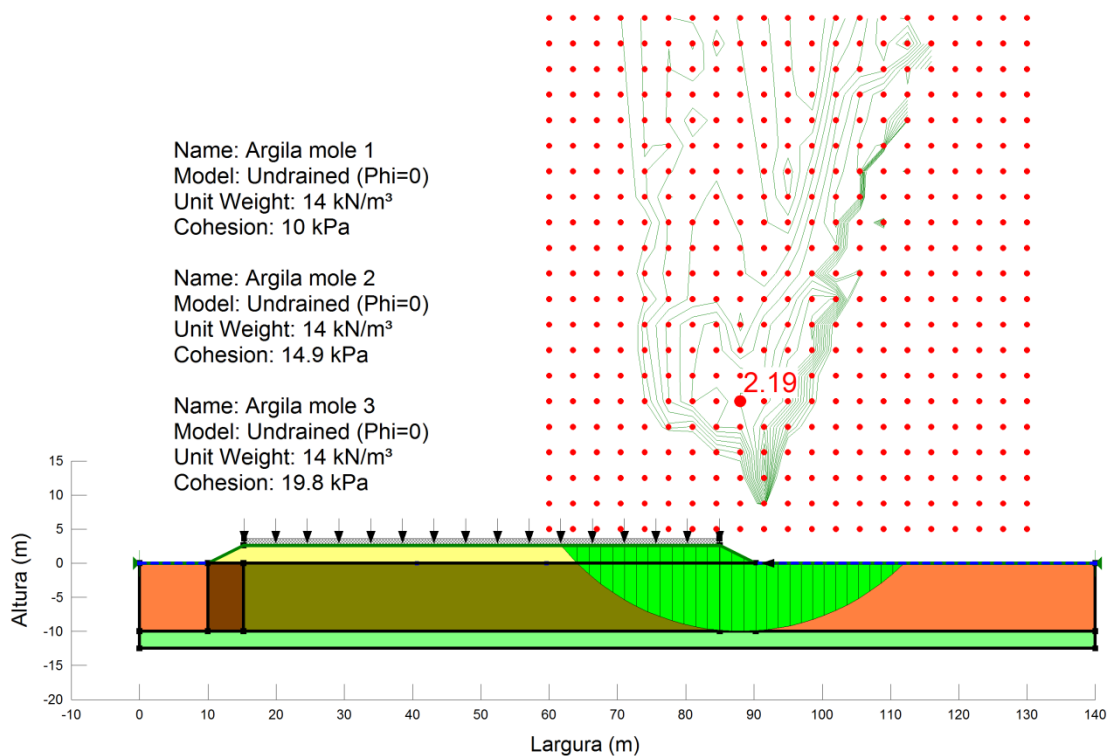 Name: Argila mole 1
Model: Undrained (Phi=0)
Unit Weight: 14 kN/m³
Cohesion: 10 kPa
Name: Argila mole 2
Model: Undrained (Phi=0)
Unit Weight: 14 kN/m³
Cohesion: 14.9 kPa
2.19
Name: Argila mole 3
Model: Undrained (Phi=0)
Unit Weight: 14 kN/m³
Cohesion: 19.8 kPa
15
10
5
0
-5
-10
-15
-20
Altura (m)
-10 0 10 20 30 40 50 60 70 80 90 100 110 120 130 140
Largura (m)